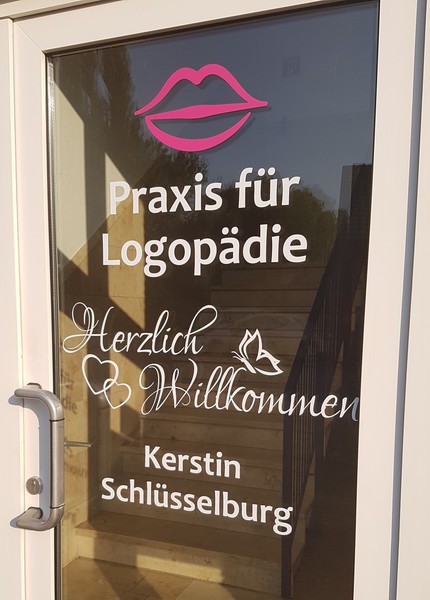 Praxis für
Logopädie
Herzlich
Willkommen
Kerstin
Schlüsselburg